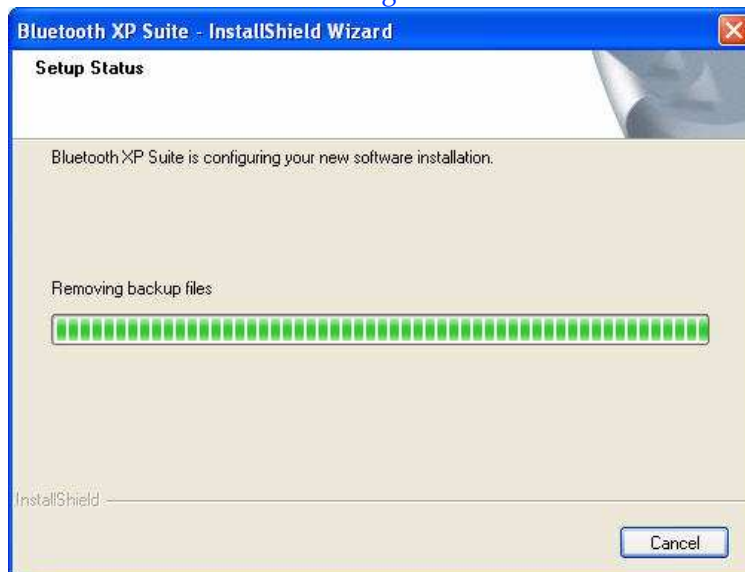 Bluetooth XP Suite - InstallShield Wizard
Setup Status
Bluetooth XP Suite is configuring your new software installation.
Removing backup files
InstallShield
Cancel